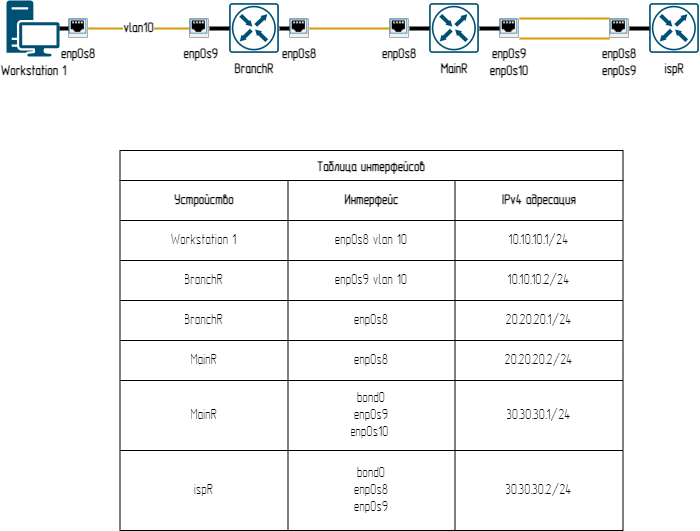 vlan10
enp0s8 enp0s9 enp0s8 enp0s8 enp0s9 enp0s8
Workstation 1 BranchR MainR enp0s10 enp0s9 ispR
Таблица интерфейсов
Устройство Интерфейс IPv4 адресация
Workstation 1 enp0s8 vlan 10 10.10.10.1/24
BranchR enp0s9 vlan 10 10.10.10.2/24
BranchR enp0s8 20.20.20.1/24
MainR enp0s8 20.20.20.2/24
bond0
MainR enp0s9 30.30.30.1/24
enp0s10
bond0
ispR enp0s8 30.30.30.2/24
enp0s9